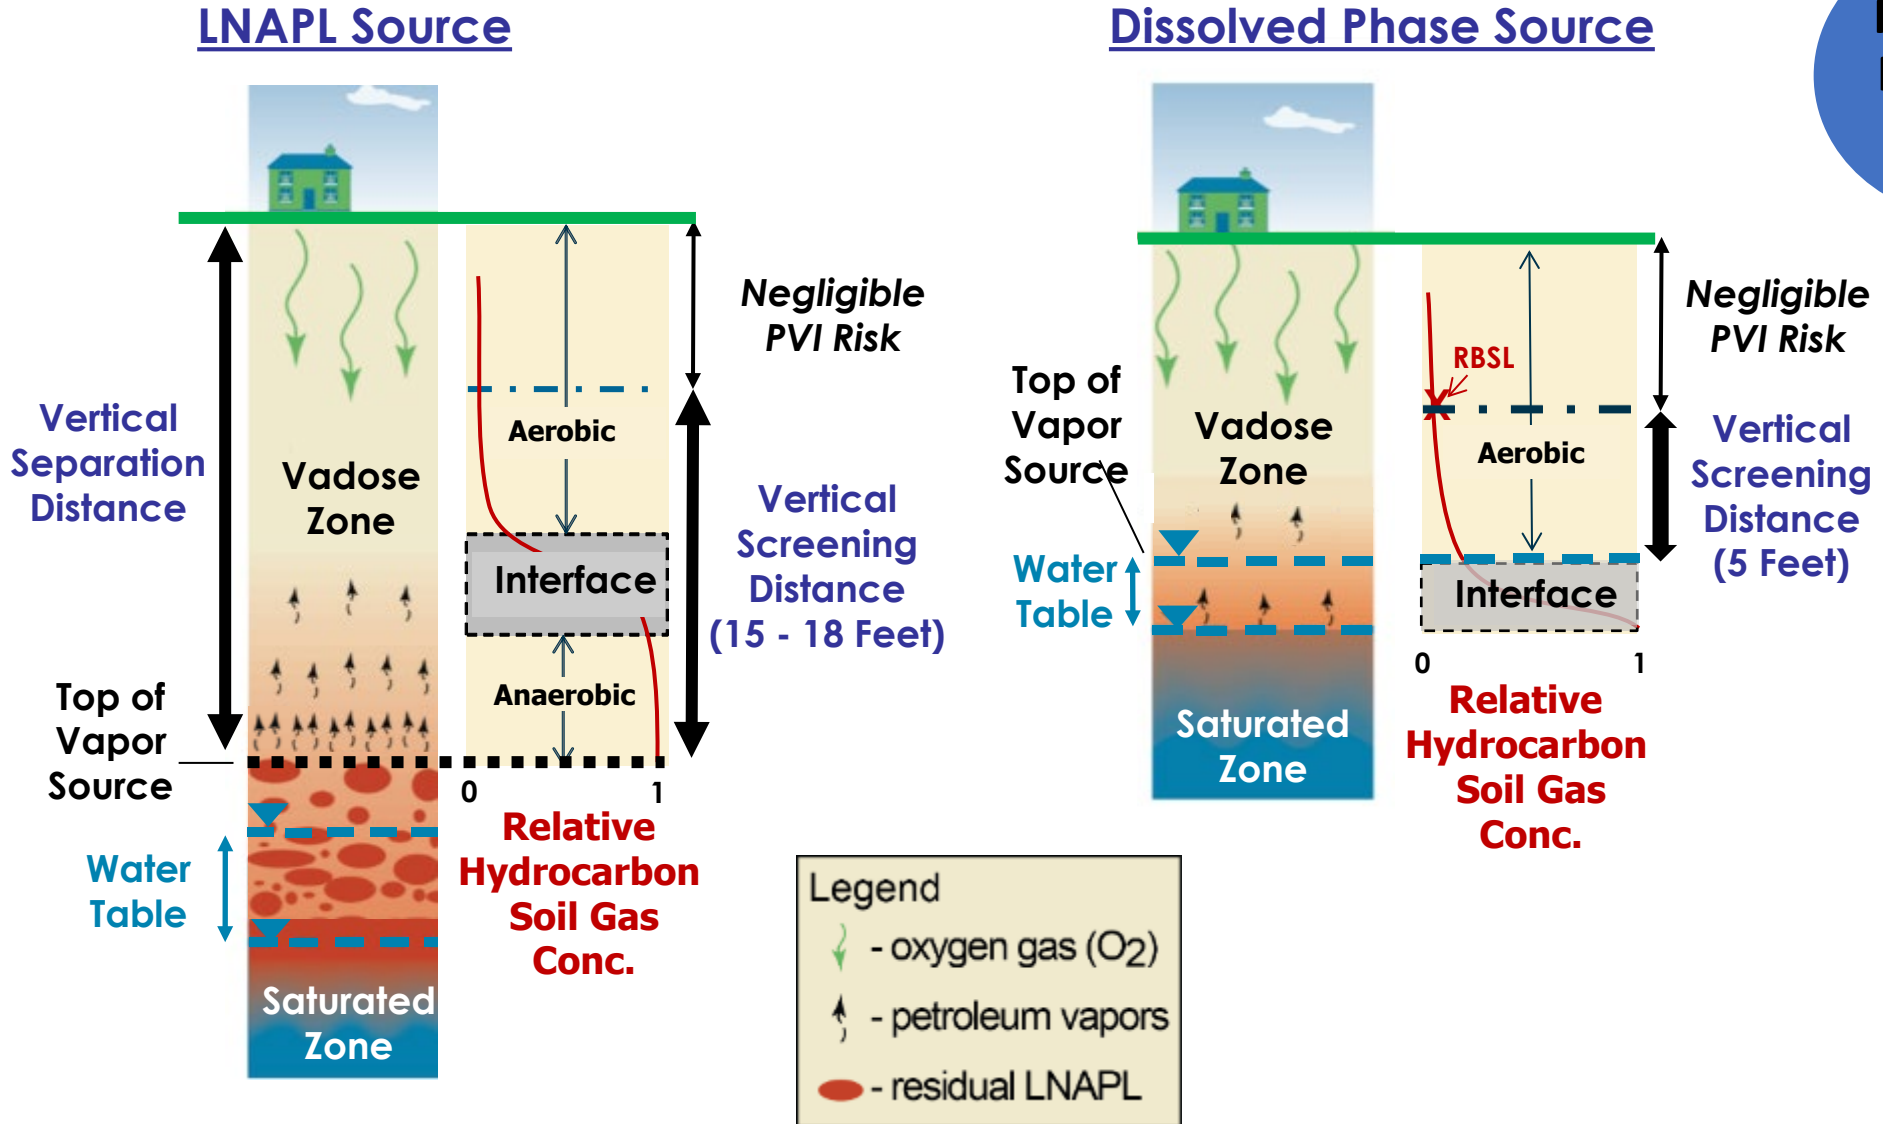 LNAPL Source
Vertical
Separation
Distance
Vadose
Zone
Top of
Vapor
Source
Water
Table
Saturated
Zone
Aerobic
Interface
Anaerobic
0
1
Relative
Hydrocarbon
Soil Gas
Conc.
Negligible
PVI Risk
Vertical
Screening
Distance
(15 - 18 Feet)
Dissolved Phase Source
Top of
Vapor
Source
Water
Table
Vadose
Zone
Saturated
Zone
RBSL
Aerobic
Interface
0
1
Relative
Hydrocarbon
Soil Gas
Conc.
Negligible
PVI Risk
Vertical
Screening
Distance
(5 Feet)
Legend
- oxygen gas (O2)
- petroleum vapors
- residual LNAPL